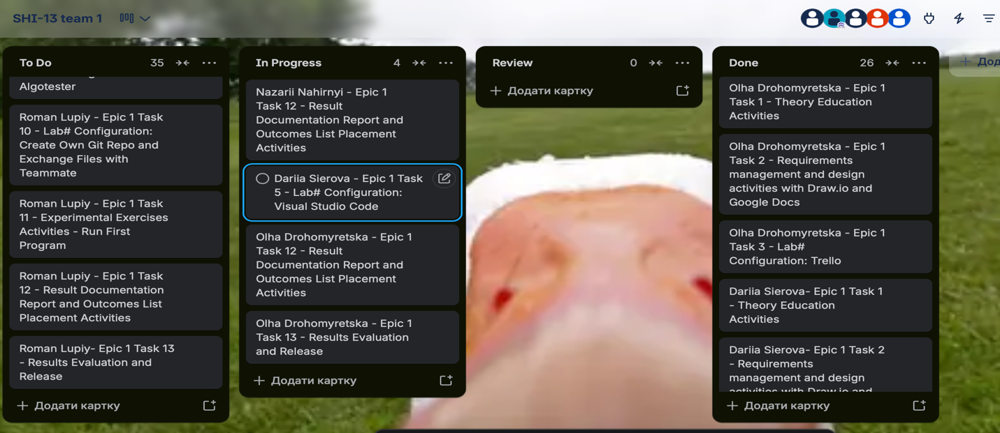 SHI-13 team 1
To Do 35
Algotester
Roman Lupiy - Epic 1 Task
10 - Lab# Configuration:
Create Own Git Repo and
Exchange Files with
Teammate
Roman Lupiy - Epic 1 Task
11 - Experimental Exercises
Activities - Run First
Program
Roman Lupiy - Epic 1 Task
12 - Result Documentation
Report and Outcomes List
Placement Activities
Roman Lupiy- Epic 1 Task 13
- Results Evaluation and
Release
+ Додати картку
In Progress 4
Nazarii Nahirnyi - Epic 1
Task 12 - Result
Documentation Report and
Outcomes List Placement
Activities
Dariia Sierova - Epic 1 Task
5 - Lab# Configuration:
Visual Studio Code
Olha Drohomyretska - Epic 1
Task 12 - Result
Documentation Report and
Outcomes List Placement
Activities
Olha Drohomyretska - Epic 1
Task 13 - Results Evaluation
and Release
+ Додати картку
Review 0
+ Додати картку
Done 26
Olha Drohomyretska - Epic 1
Task 1 - Theory Education
Activities
Olha Drohomyretska - Epic 1
Task 2 - Requirements
management and design
activities with Draw.io and
Google Docs
Olha Drohomyretska - Epic 1
Task 3 - Lab#
Configuration: Trello
Dariia Sierova- Epic 1 Task 1
- Theory Education
Activities
Dariia Sierova- Epic 1 Task 2
- Requirements
management and design
activities with Draw.io and
+ Додати картку
+ Дод